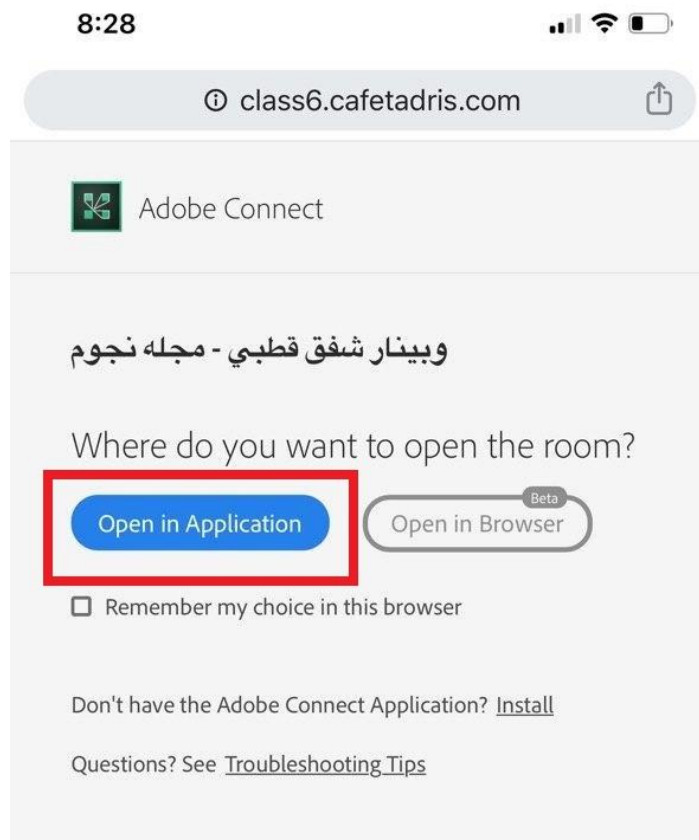 8:28
class6.cafetadris.com
Adobe Connect
وبينار شفق قطبي - مجله نجوم
Where do you want to open the room?
Beta
Open in Application Open in Browser
Remember my choice in this browser
Don't have the Adobe Connect Application? Install
Questions? See Troubleshooting Tips